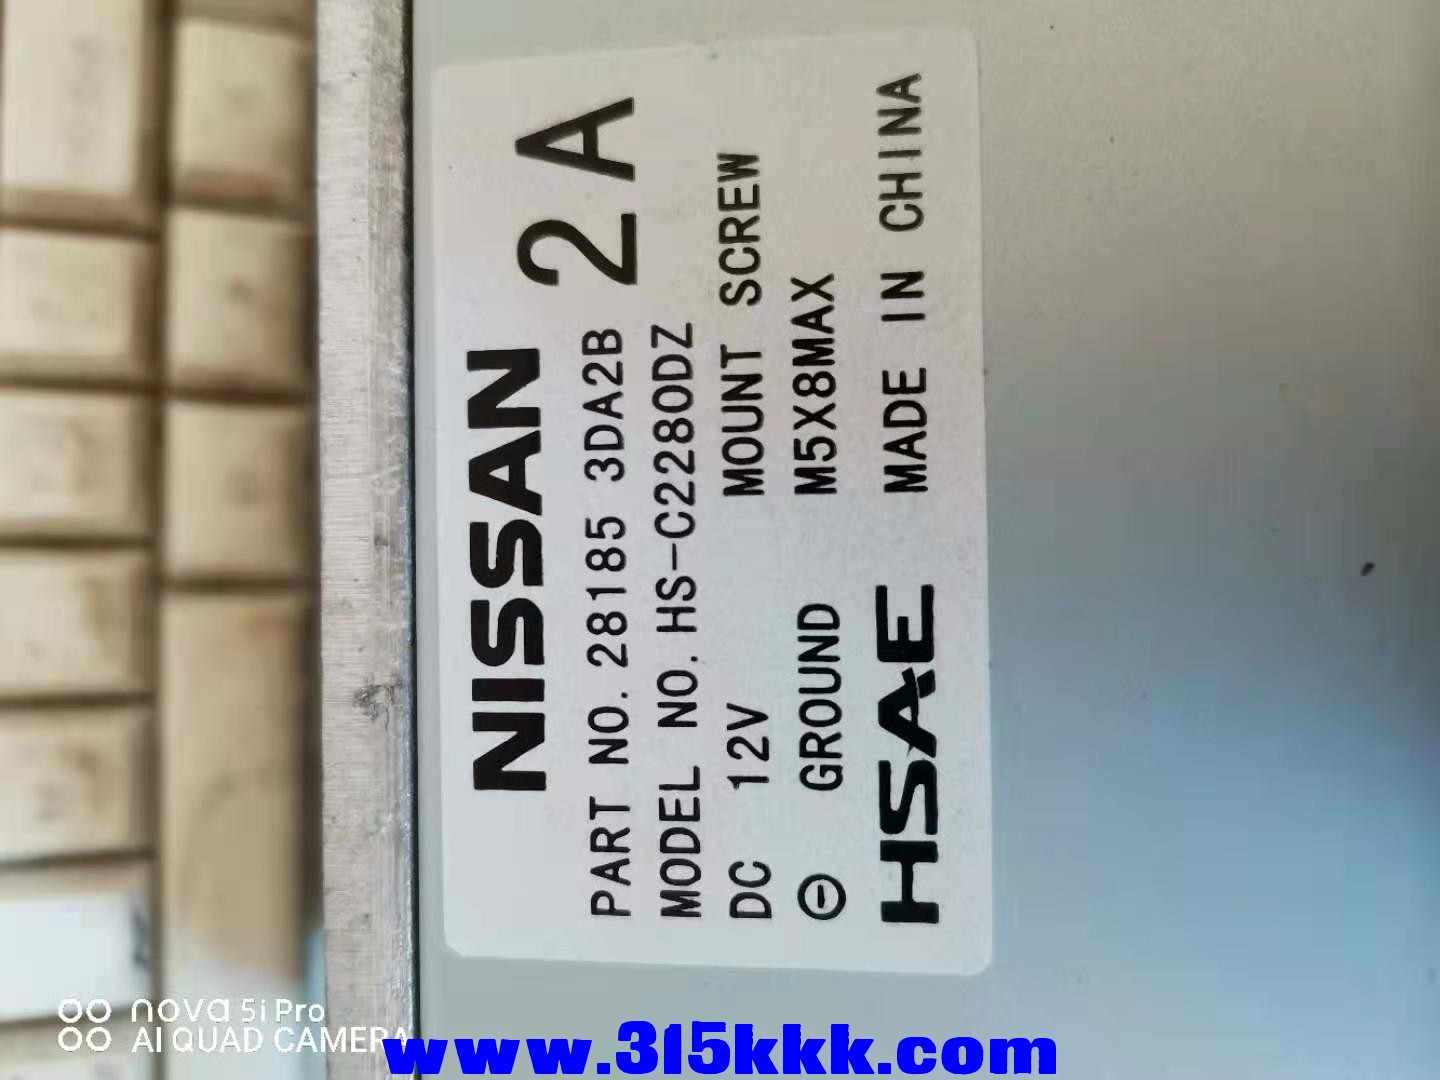 NISSAN
PART NO. 28185 3DA2B 2A
MODEL NO. HS-C2280DZ
DC 12V MOUNT SCREW
⊖ GROUND M5X8MAX
HSAE MADE IN CHINA
nova 5i Pro
AI QUAD CAMERA
www.315kkk.com